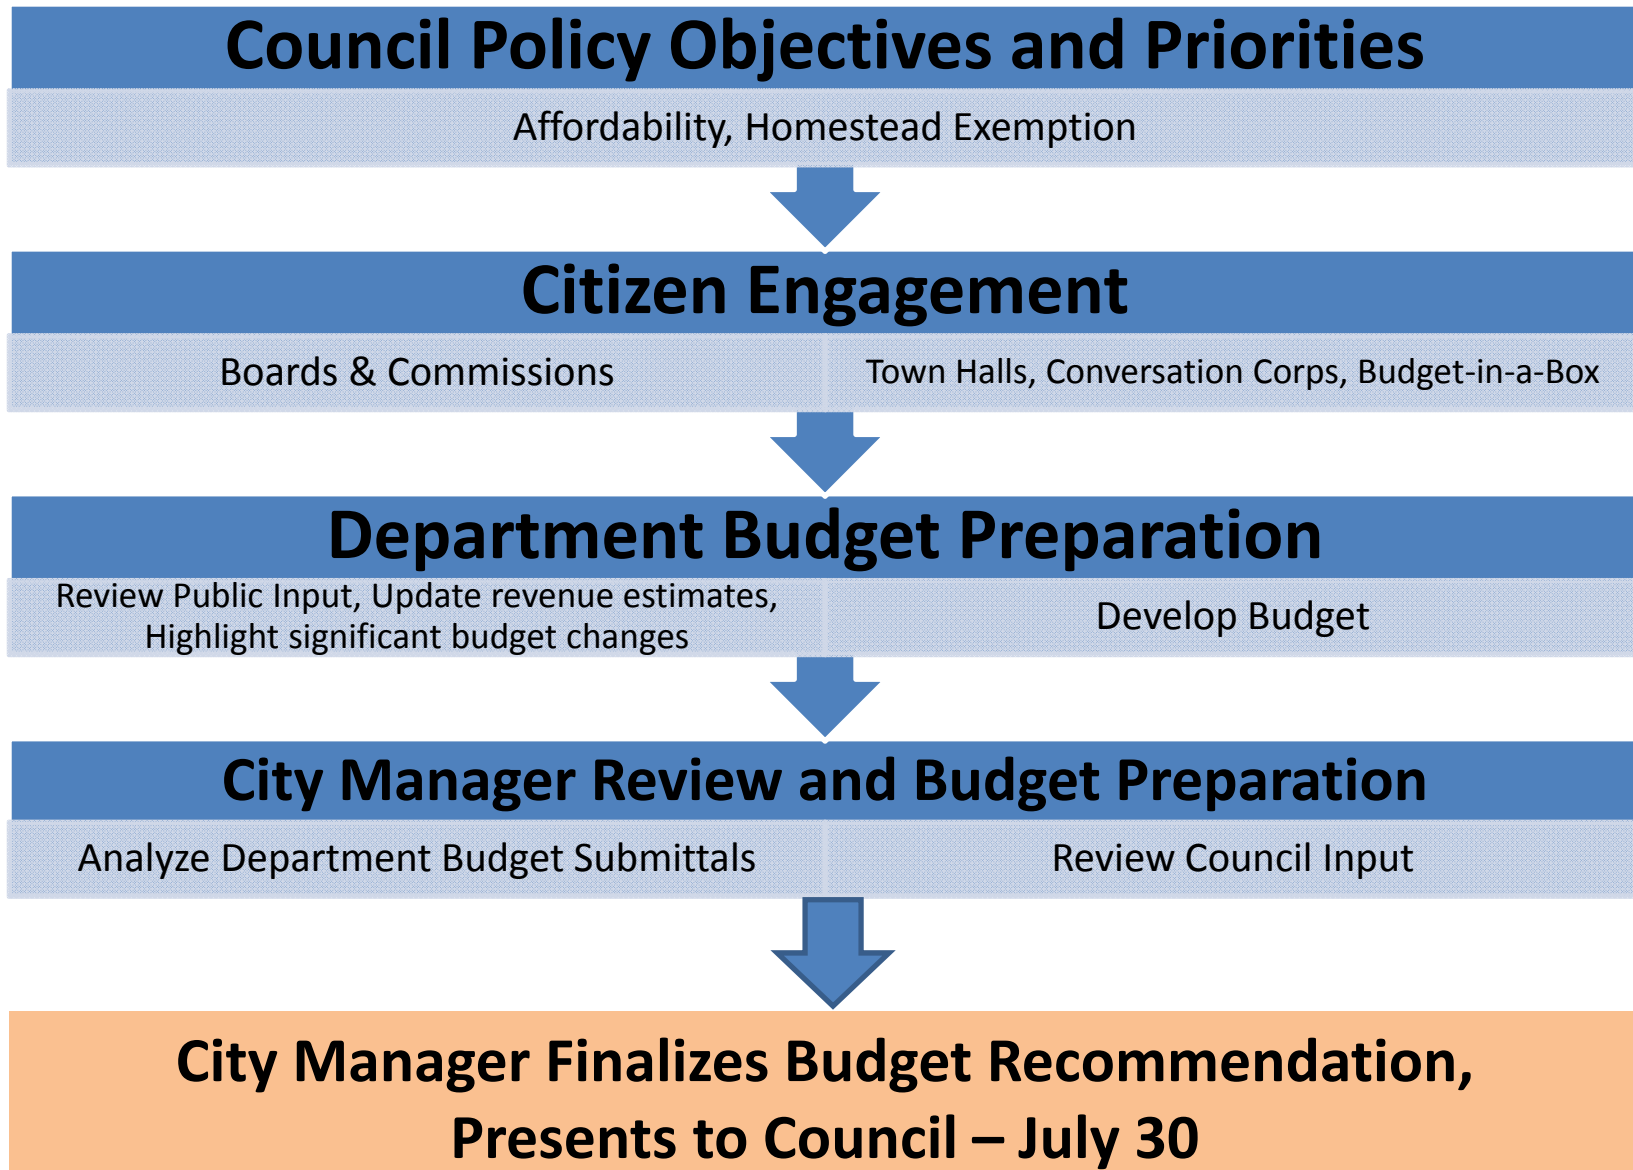 Council Policy Objectives and Priorities
Affordability, Homestead Exemption
Citizen Engagement
Boards & Commissions
Town Halls, Conversation Corps, Budget-in-a-Box
Department Budget Preparation
Review Public Input, Update revenue estimates,
Highlight significant budget changes
Develop Budget
City Manager Review and Budget Preparation
Analyze Department Budget Submittals
Review Council Input
City Manager Finalizes Budget Recommendation,
Presents to Council – July 30